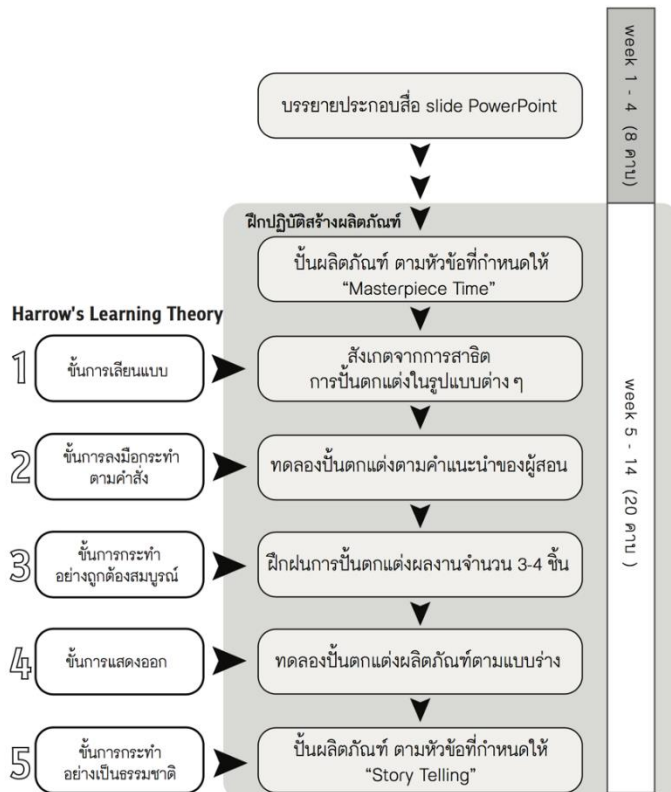 week 1 - 4 (8 คาบ)
บรรยายประกอบสื่อ slide PowerPoint
ฝึกปฏิบัติสร้างผลิตภัณฑ์
ปั้นผลิตภัณฑ์ ตามหัวข้อที่กำหนดให้
“Masterpiece Time”
Harrow's Learning Theory
1
ขั้นการเลียนแบบ
สังเกตจากการสาธิต
การปั้นตกแต่งในรูปแบบต่าง ๆ
2
ขั้นการลงมือกระทำ
ตามคำสั่ง
ทดลองปั้นตกแต่งตามคำแนะนำของผู้สอน
3
ขั้นการกระทำ
อย่างถูกต้องสมบูรณ์
ฝึกฝนการปั้นตกแต่งผลงานจำนวน 3-4 ชิ้น
4
ขั้นการแสดงออก
ทดลองปั้นตกแต่งผลิตภัณฑ์ตามแบบร่าง
5
ขั้นการกระทำ
อย่างเป็นธรรมชาติ
ปั้นผลิตภัณฑ์ ตามหัวข้อที่กำหนดให้
“Story Telling”
week 5 - 14 (20 คาบ )